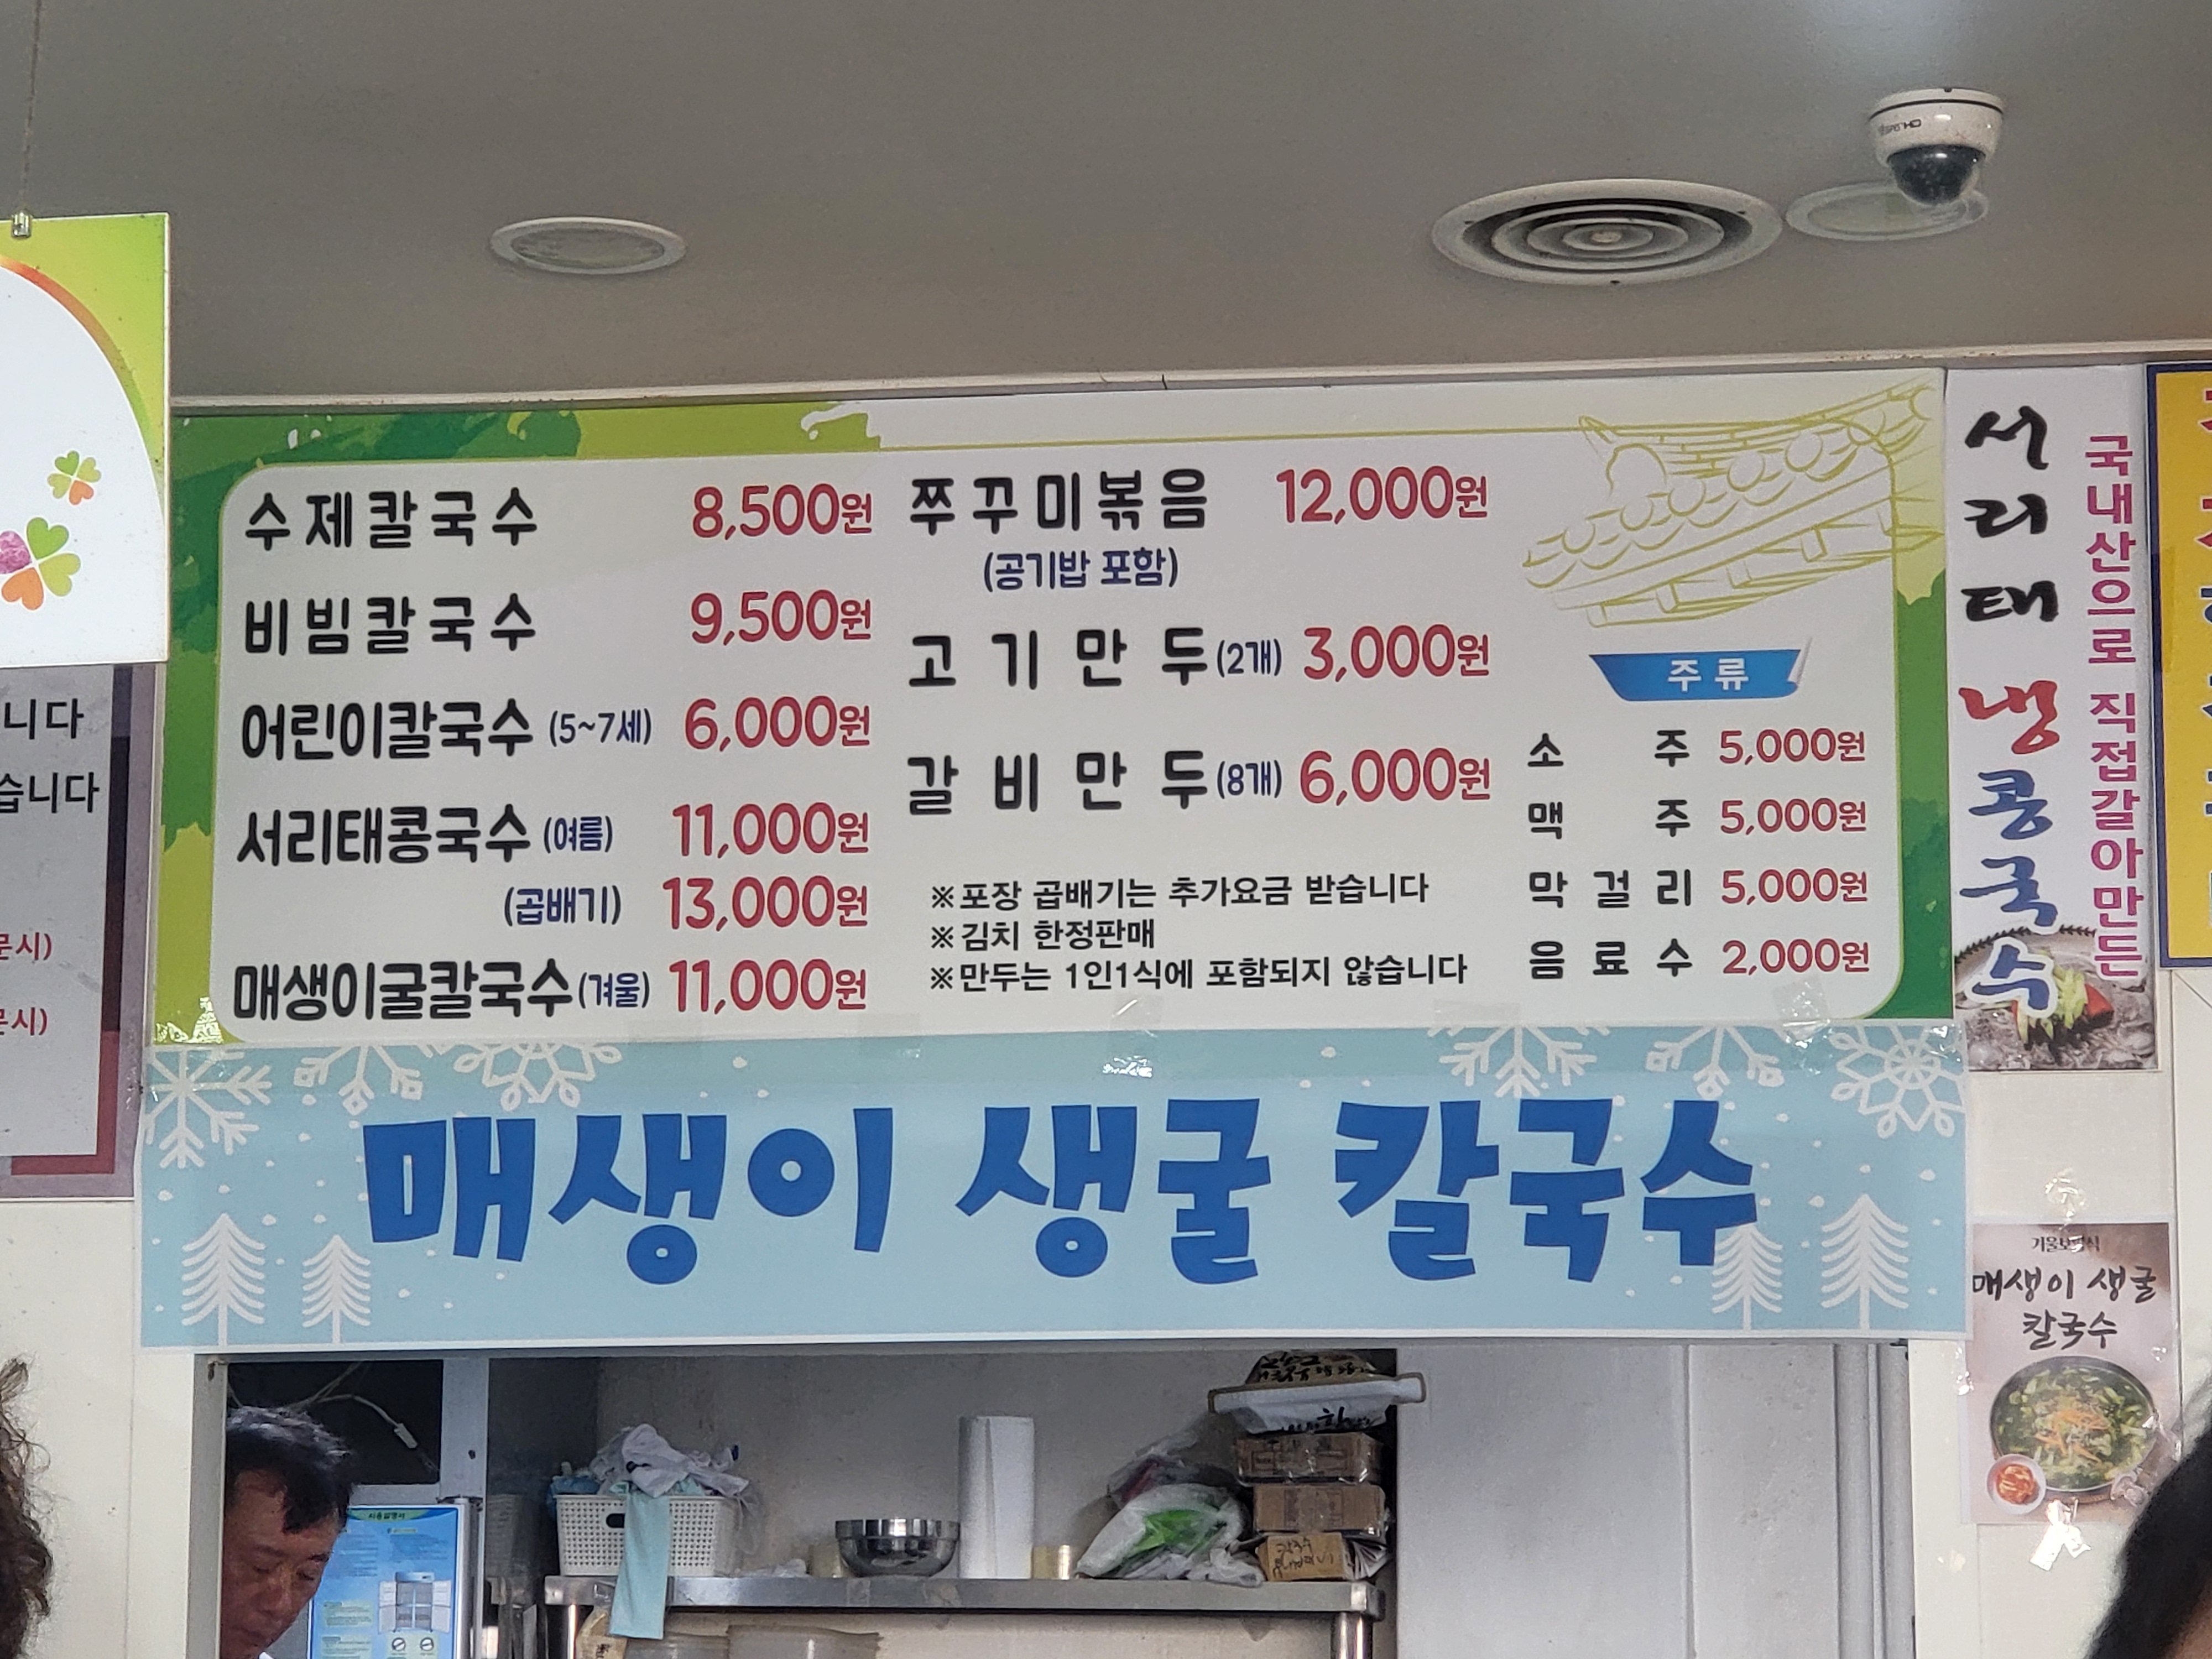 수제칼국수 8,500원
비빔칼국수 9,500원
어린이칼국수 (5~7세) 6,000원
서리태콩국수 (여름) 11,000원
(곱배기) 13,000원
매생이굴칼국수(겨울) 11,000원
쭈꾸미볶음 12,000원
(공기밥 포함)
고기만두(2개) 3,000원
갈비만두(8개) 6,000원
※포장 곱배기는 추가요금 받습니다
※김치 한정판매
※만두는 1인1식에 포함되지 않습니다
주류
소주 5,000원
맥주 5,000원
막걸리 5,000원
음료수 2,000원
매생이 생굴 칼국수
서리태 냉콩국수
국내산으로 직접갈아만든
매생이 생굴
칼국수
니다
습니다
문시)
문시)